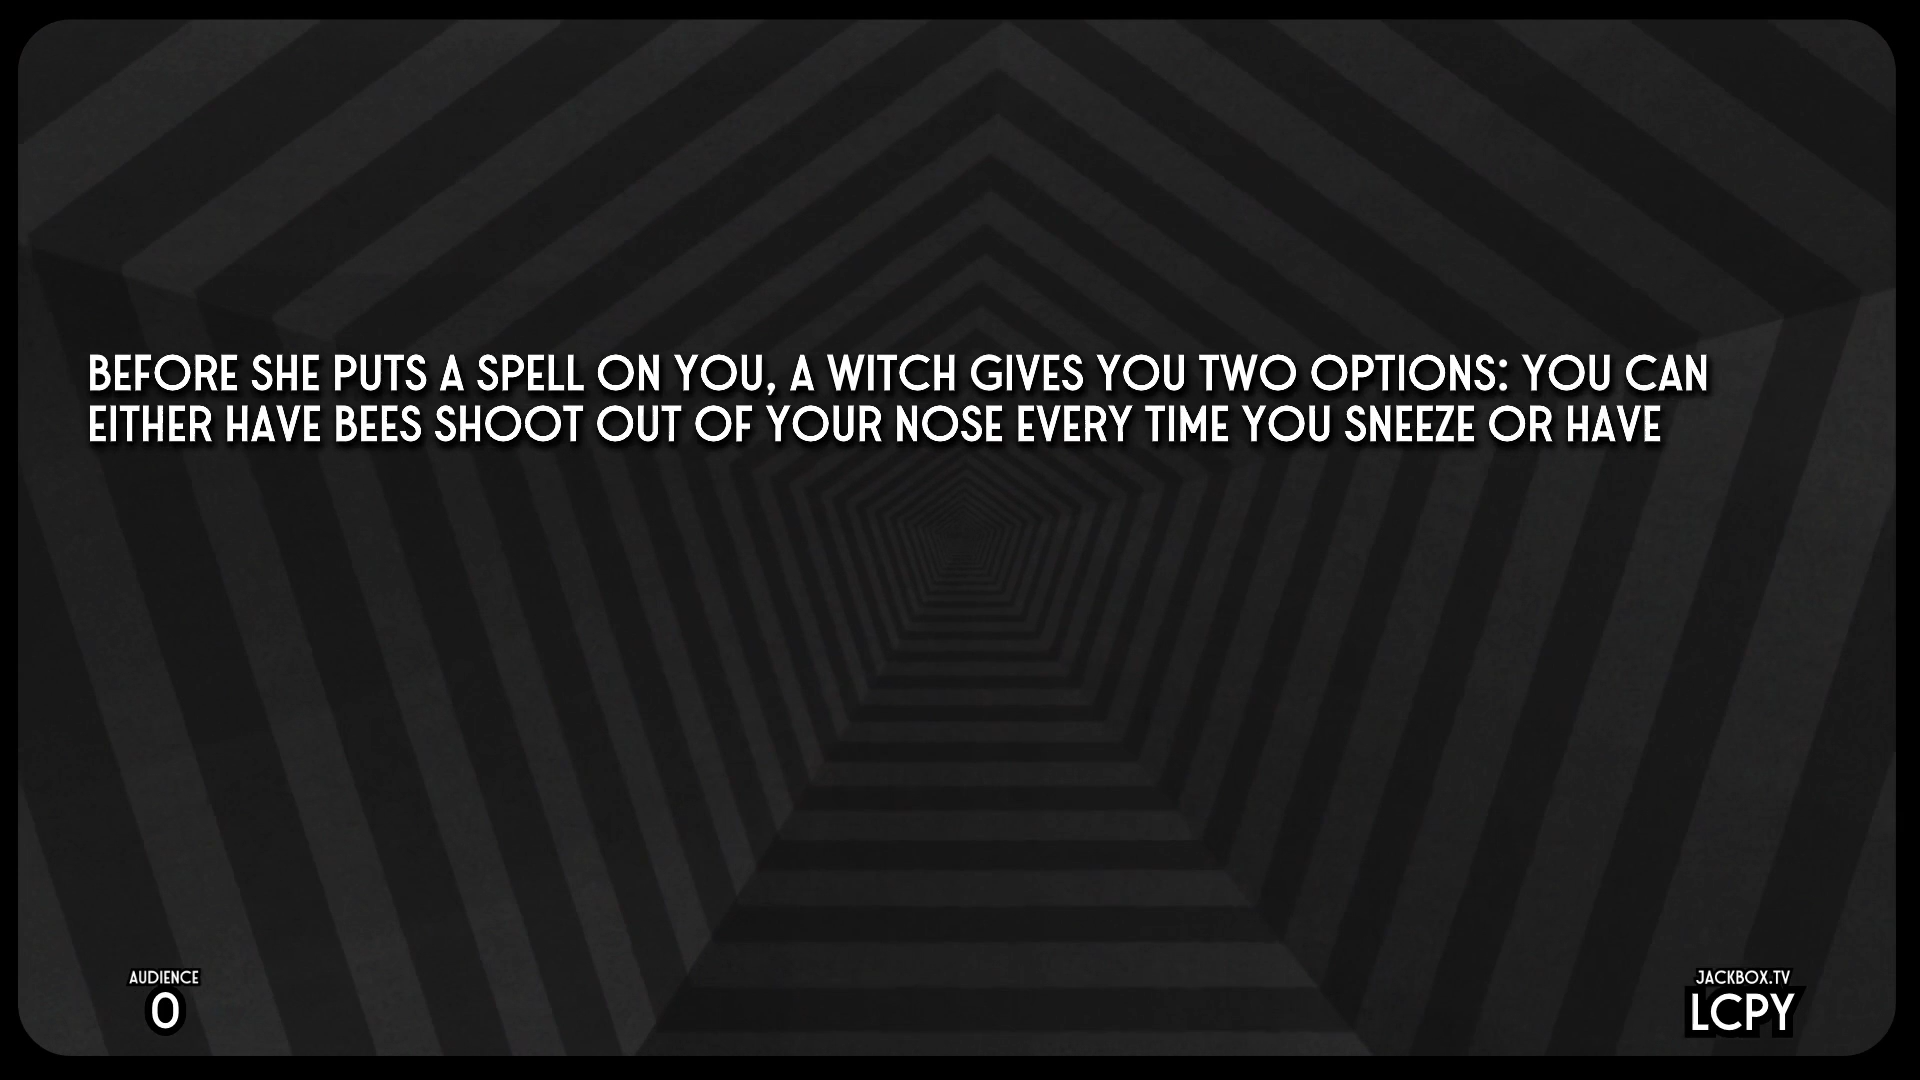 BEFORE SHE PUTS A SPELL ON YOU, A WITCH GIVES YOU TWO OPTIONS: YOU CAN
EITHER HAVE BEES SHOOT OUT OF YOUR NOSE EVERY TIME YOU SNEEZE OR HAVE
AUDIENCE
0
JACKBOX.TV
LCPY